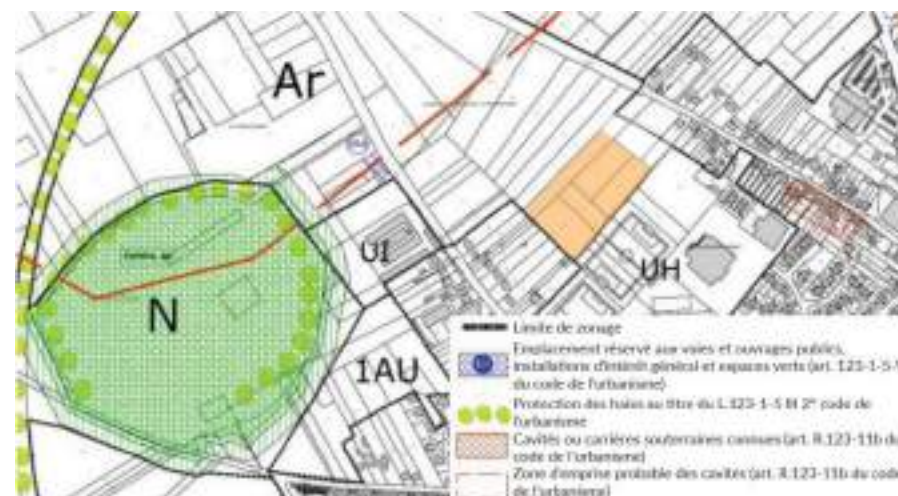 Ar
UI
UH
N
1AU
Limite de zonage
Emplacement réservé aux voies et ouvrages publics,
installations d'intérêt général et espaces verts (art. 123-1-5-V
du code de l'urbanisme)
Protection des haies au titre du L.123-1-5 III 2° code de
l'urbanisme
Cavités ou carrières souterraines connues (art. R.123-11b du
code de l'urbanisme)
Zone d'emprise probable des cavités (art. R.123-11b du code
de l'urbanisme)